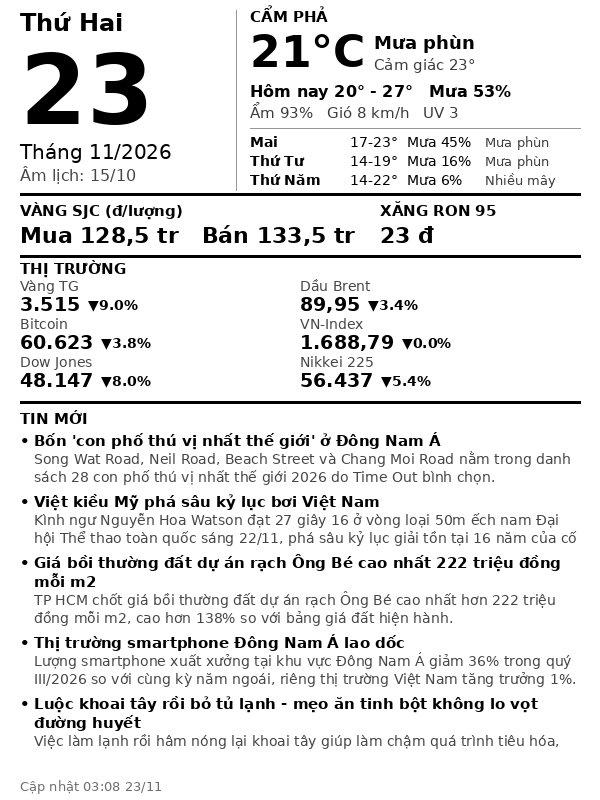 Thứ Hai
23
Tháng 11/2026
Âm lịch: 15/10
CẨM PHẢ
21°C Mưa phùn
Cảm giác 23°
Hôm nay 20° - 27° Mưa 53%
Ẩm 93% Gió 8 km/h UV 3
Mai 17-23° Mưa 45% Mưa phùn
Thứ Tư 14-19° Mưa 16% Mưa phùn
Thứ Năm 14-22° Mưa 6% Nhiều mây
VÀNG SJC (đ/lượng)
Mua 128,5 tr Bán 133,5 tr
XĂNG RON 95
23 đ
THỊ TRƯỜNG
Vàng TG
3.515 ▼9.0%
Dầu Brent
89,95 ▼3.4%
Bitcoin
60.623 ▼3.8%
VN-Index
1.688,79 ▼0.0%
Dow Jones
48.147 ▼8.0%
Nikkei 225
56.437 ▼5.4%
TIN MỚI
• Bốn 'con phố thú vị nhất thế giới' ở Đông Nam Á
Song Wat Road, Neil Road, Beach Street và Chang Moi Road nằm trong danh
sách 28 con phố thú vị nhất thế giới 2026 do Time Out bình chọn.
• Việt kiều Mỹ phá sâu kỷ lục bơi Việt Nam
Kình ngư Nguyễn Hoa Watson đạt 27 giây 16 ở vòng loại 50m ếch nam Đại
hội Thể thao toàn quốc sáng 22/11, phá sâu kỷ lục giải tồn tại 16 năm của cố
• Giá bồi thường đất dự án rạch Ông Bé cao nhất 222 triệu đồng
mỗi m2
TP HCM chốt giá bồi thường đất dự án rạch Ông Bé cao nhất hơn 222 triệu
đồng mỗi m2, cao hơn 138% so với bảng giá đất hiện hành.
• Thị trường smartphone Đông Nam Á lao dốc
Lượng smartphone xuất xưởng tại khu vực Đông Nam Á giảm 36% trong quý
III/2026 so với cùng kỳ năm ngoái, riêng thị trường Việt Nam tăng trưởng 1%.
• Luộc khoai tây rồi bỏ tủ lạnh - mẹo ăn tinh bột không lo vọt
đường huyết
Việc làm lạnh rồi hâm nóng lại khoai tây giúp làm chậm quá trình tiêu hóa,
Cập nhật 03:08 23/11